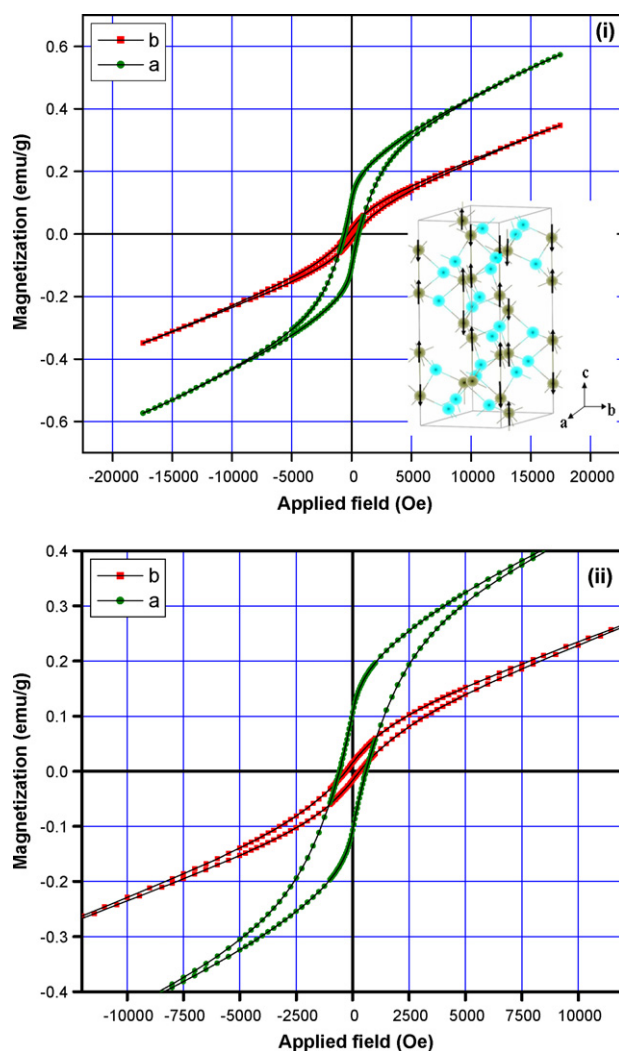 (i)
b
a
0.6
0.4
0.2
0.0
-0.2
-0.4
-0.6
Magnetization (emu/g)
c
a
b
-20000 -15000 -10000 -5000 0 5000 10000 15000 20000
Applied field (Oe)
(ii)
b
a
0.4
0.3
0.2
0.1
0.0
-0.1
-0.2
-0.3
-0.4
Magnetization (emu/g)
-10000 -7500 -5000 -2500 0 2500 5000 7500 10000
Applied field (Oe)